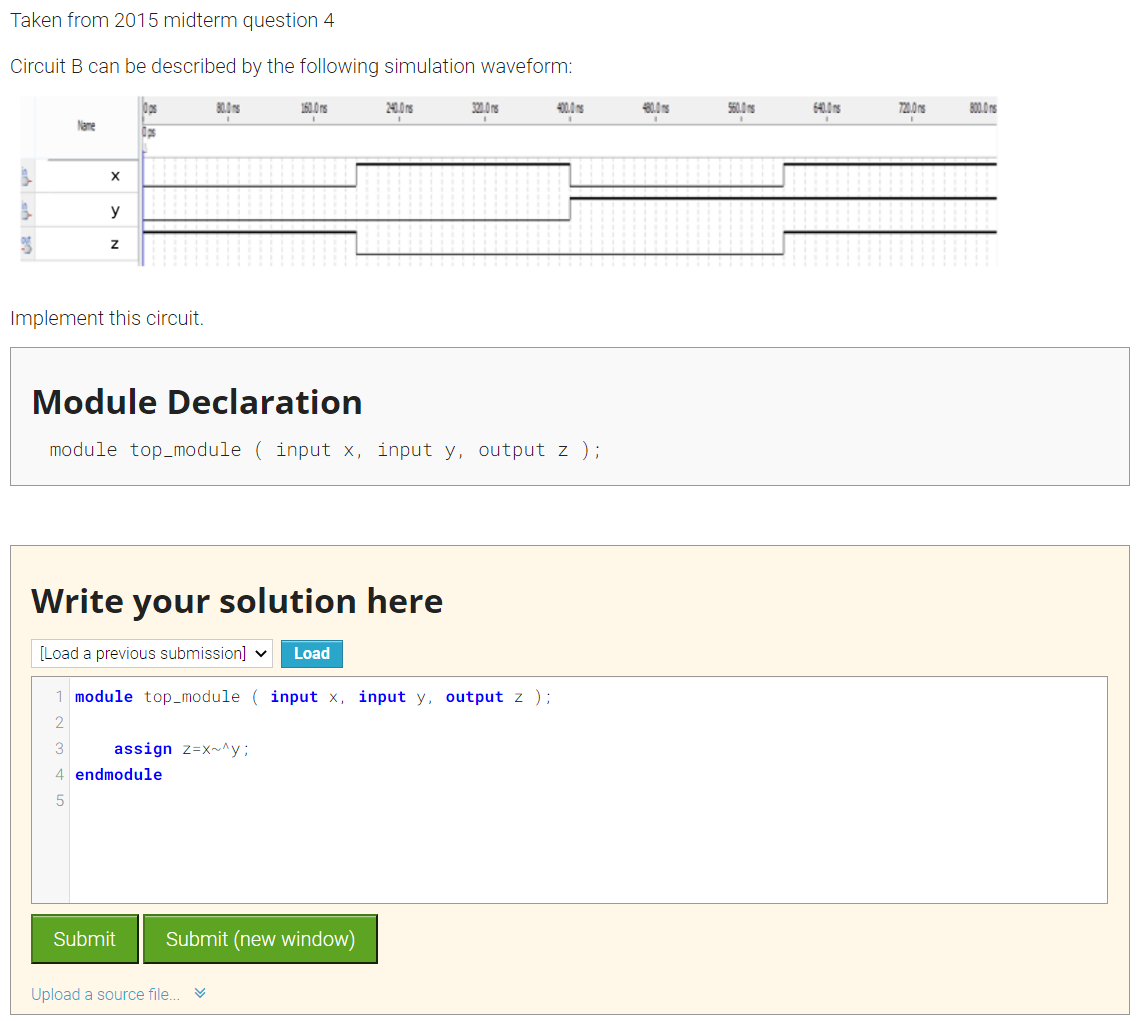 Taken from 2015 midterm question 4
Circuit B can be described by the following simulation waveform:
0 ps 80.0 ns 160.0 ns 240.0 ns 320.0 ns 400.0 ns 480.0 ns 560.0 ns 640.0 ns 720.0 ns 800.0 ns
Name
0 ps
in
x
in
y
out
z
Implement this circuit.
Module Declaration
module top_module ( input x, input y, output z );
Write your solution here
[Load a previous submission] Load
1 module top_module ( input x, input y, output z );
2
3 assign z=x~^y;
4 endmodule
5
Submit Submit (new window)
Upload a source file...